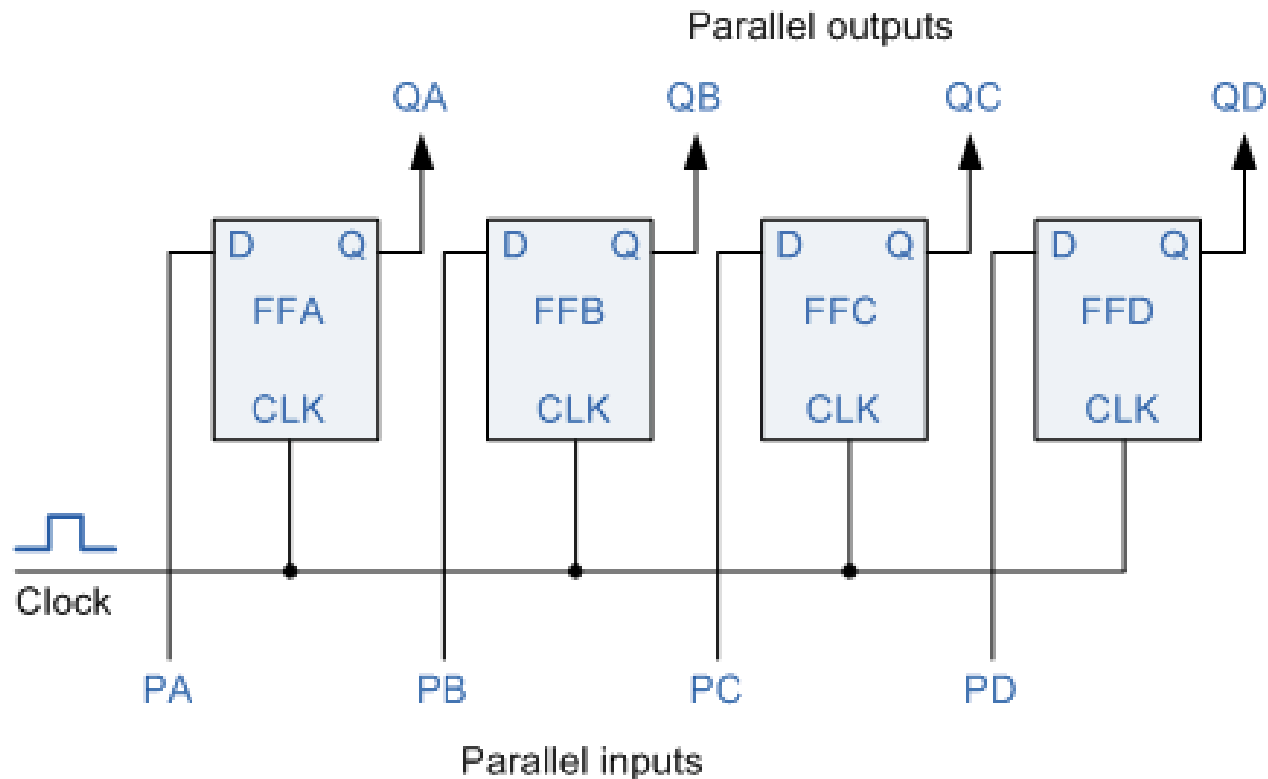 Parallel outputs
QA QB QC QD
D Q D Q D Q D Q
FFA FFB FFC FFD
CLK CLK CLK CLK
Clock
PA PB PC PD
Parallel inputs